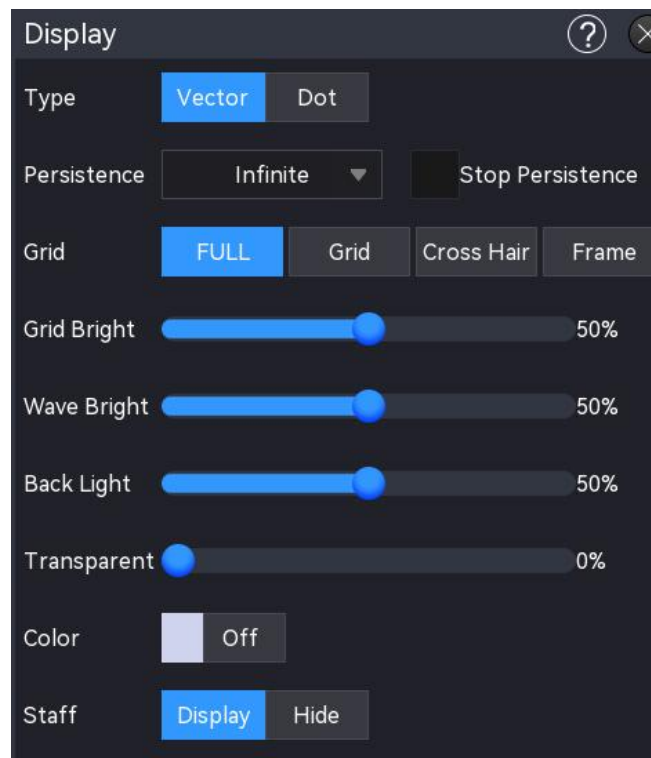 Display ?
Type Vector Dot
Persistence Infinite Stop Persistence
Grid FULL Grid Cross Hair Frame
Grid Bright 50%
Wave Bright 50%
Back Light 50%
Transparent 0%
Color Off
Staff Display Hide